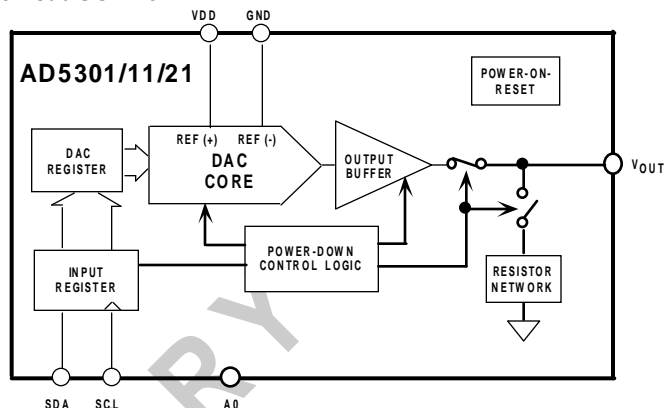 VDD GND
AD5301/11/21
POWER-ON-
RESET
REF (+) REF (-)
DAC
REGISTER
DAC
CORE
OUTPUT
BUFFER
VOUT
INPUT
REGISTER
POWER-DOWN
CONTROL LOGIC
RESISTOR
NETWORK
RY
SDA SCL A0